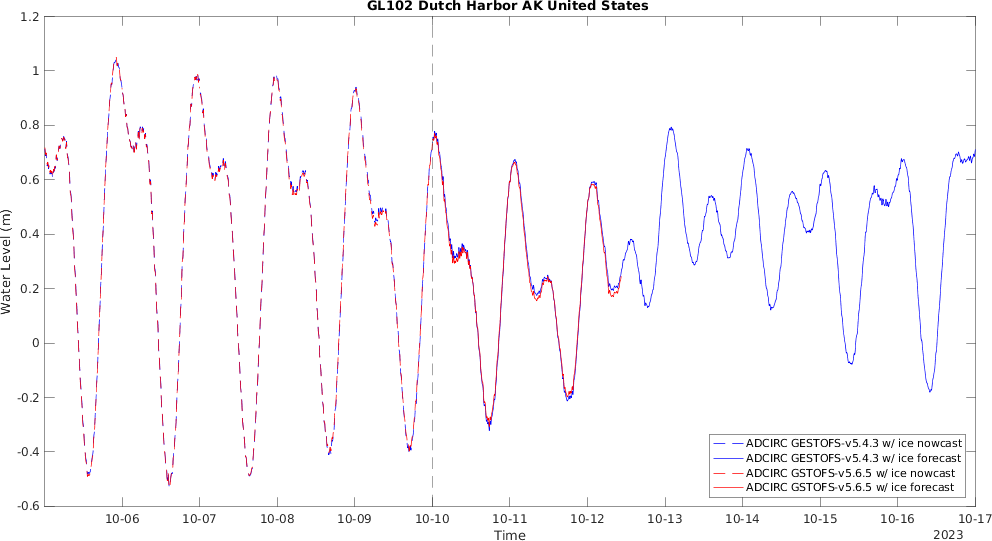 GL102 Dutch Harbor AK United States
1.2
1
0.8
0.6
0.4
0.2
0
-0.2
-0.4
-0.6
Water Level (m)
10-06 10-07 10-08 10-09 10-10 10-11 10-12 10-13 10-14 10-15 10-16 10-17
Time
2023
ADCIRC GESTOFS-v5.4.3 w/ ice nowcast
ADCIRC GESTOFS-v5.4.3 w/ ice forecast
ADCIRC GSTOFS-v5.6.5 w/ ice nowcast
ADCIRC GSTOFS-v5.6.5 w/ ice forecast